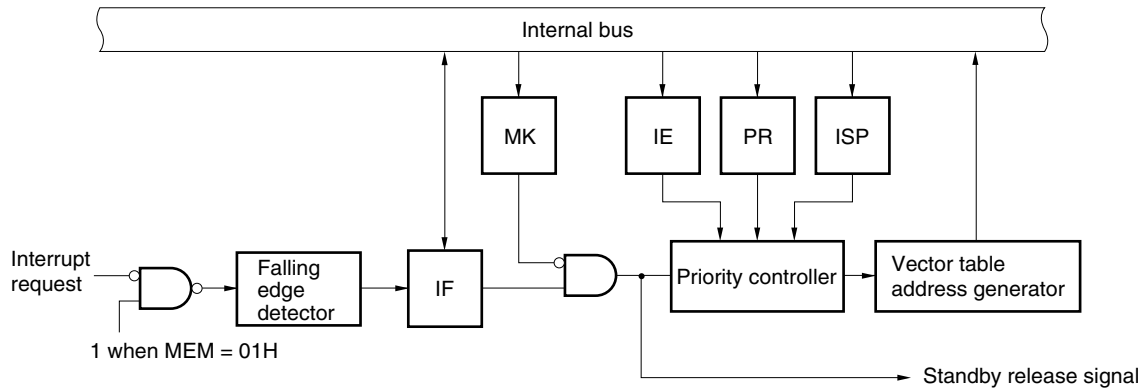 Internal bus
MK
IE
PR
ISP
Interrupt
request
Falling
edge
detector
IF
Priority controller
Vector table
address generator
1 when MEM = 01H
Standby release signal